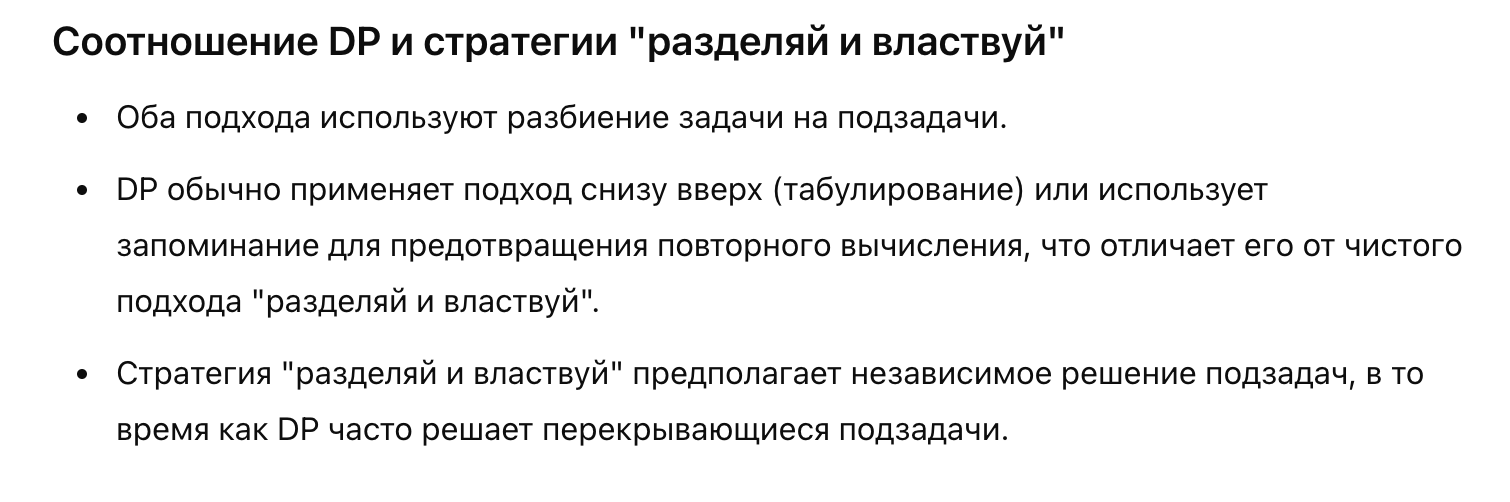 Соотношение DP и стратегии "разделяй и властвуй"
• Оба подхода используют разбиение задачи на подзадачи.
• DP обычно применяет подход снизу вверх (табулирование) или использует
запоминание для предотвращения повторного вычисления, что отличает его от чистого
подхода "разделяй и властвуй".
• Стратегия "разделяй и властвуй" предполагает независимое решение подзадач, в то
время как DP часто решает перекрывающиеся подзадачи.